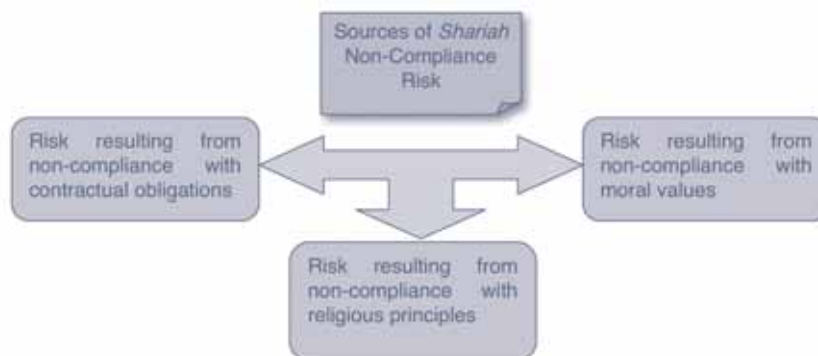 Sources of Shariah
Non-Compliance
Risk
Risk resulting from
non-compliance with
contractual obligations
Risk resulting from
non-compliance with
moral values
Risk resulting from
non-compliance with
religious principles